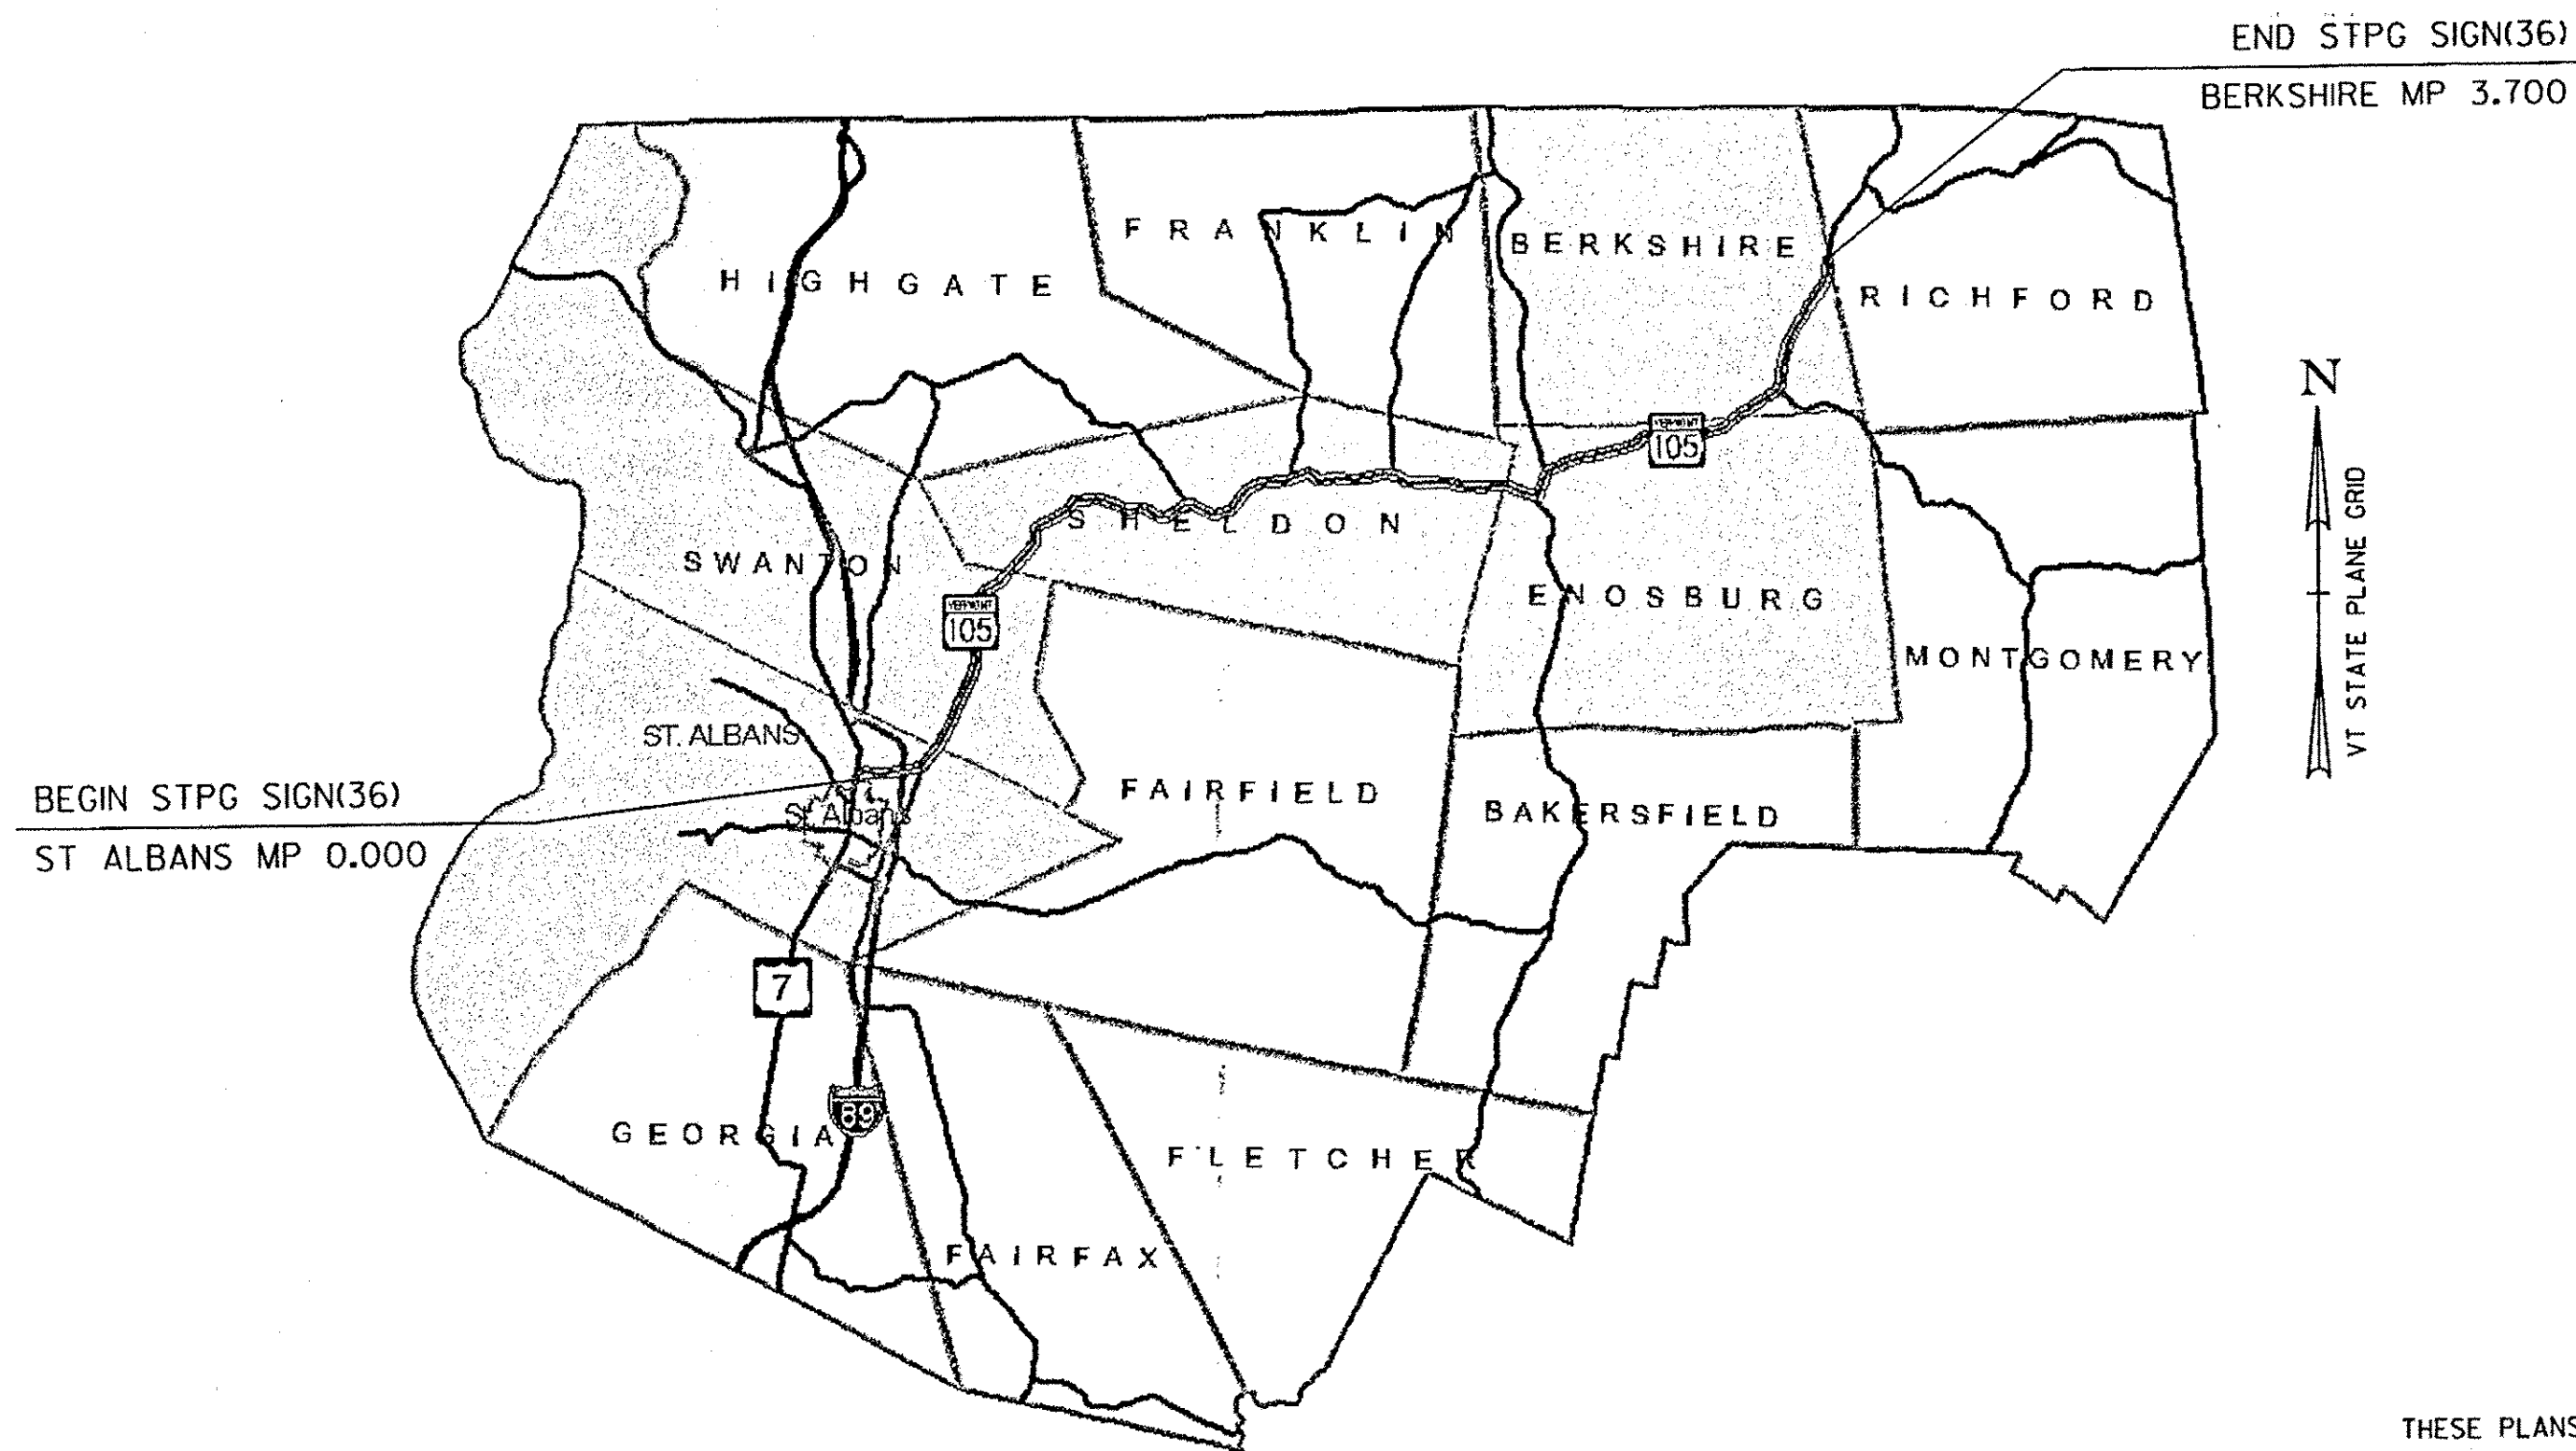 END STPG SIGN(36)
BERKSHIRE MP 3.700
FRANKLIN
BERKSHIRE
HIGHGATE
RICHFORD
N
VERMONT
105
VT STATE PLANE GRID
SHELDON
SWANTON
ENOSBURG
VERMONT
105
MONTGOMERY
ST. ALBANS
BEGIN STPG SIGN(36)
ST ALBANS MP 0.000
St. Albans
FAIRFIELD
BAKERSFIELD
7
89
GEORGIA
FLETCHER
FAIRFAX
THESE PLANS